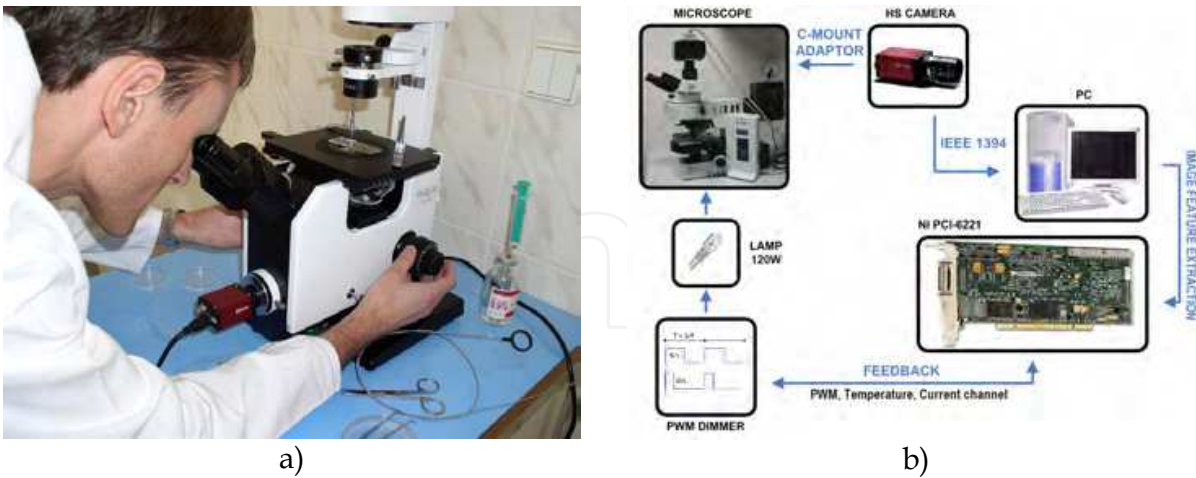 MICROSCOPE
HS CAMERA
C-MOUNT
ADAPTOR
PC
IEEE 1394
IMAGE FEATURE EXTRACTION
NI PCI-6221
LAMP
120W
FEEDBACK
PWM, Temperature, Current channel
PWM DIMMER
a)
b)